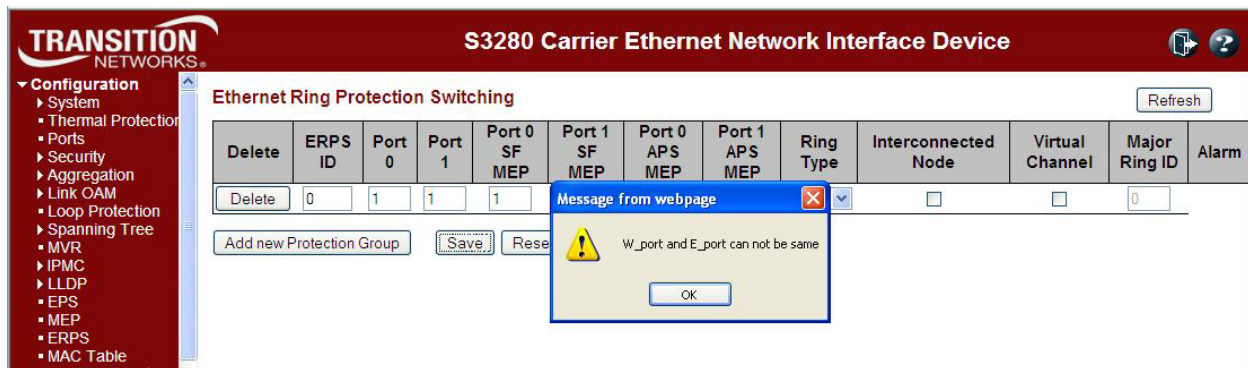 TRANSITION
NETWORKS®
S3280 Carrier Ethernet Network Interface Device
?
Configuration
System
Thermal Protection
Ports
Security
Aggregation
Link OAM
Loop Protection
Spanning Tree
MVR
IPMC
LLDP
EPS
MEP
ERPS
MAC Table
Ethernet Ring Protection Switching
Refresh
Delete ERPS ID Port 0 Port 1 Port 0 SF MEP Port 1 SF MEP Port 0 APS MEP Port 1 APS MEP Ring Type Interconnected Node Virtual Channel Major Ring ID Alarm
Delete 0 1 1 1 0
Add new Protection Group Save Rese
Message from webpage
W_port and E_port can not be same
OK